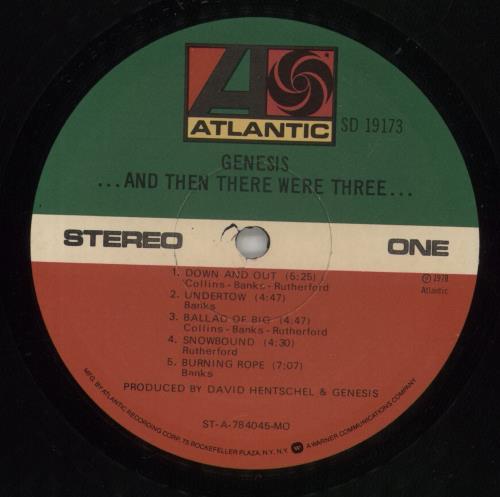 ATLANTIC
SD 19173
GENESIS
...AND THEN THERE WERE THREE...
STEREO
ONE
1. DOWN AND OUT (5:25)
Collins-Banks-Rutherford
2. UNDERTOW (4:47)
Banks
3. BALLAD OF BIG (4:47)
Collins-Banks-Rutherford
4. SNOWBOUND (4:30)
Rutherford
5. BURNING ROPE (7:07)
Banks
℗ 1978
Atlantic
PRODUCED BY DAVID HENTSCHEL & GENESIS
ST-A-784045-MO
MFG. BY ATLANTIC RECORDING CORP., 75 ROCKEFELLER PLAZA, N.Y., N.Y. W A WARNER COMMUNICATIONS COMPANY